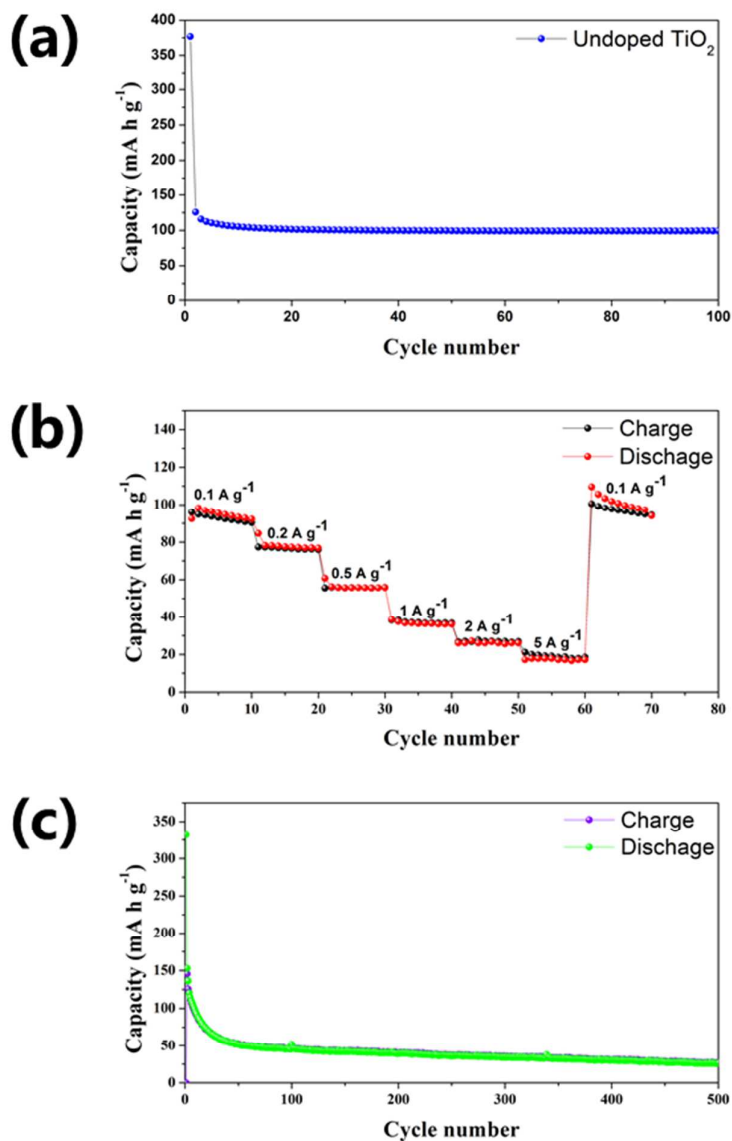 (a)
Undoped TiO₂
400
350
300
250
200
150
100
50
0
Capacity (mA h g⁻¹)
0 20 40 60 80 100
Cycle number
(b)
Charge
Dischage
140
120
100
80
60
40
20
0
Capacity (mA h g⁻¹)
0.1 A g⁻¹
0.2 A g⁻¹
0.5 A g⁻¹
1 A g⁻¹
2 A g⁻¹
5 A g⁻¹
0.1 A g⁻¹
0 10 20 30 40 50 60 70 80
Cycle number
(c)
Charge
Dischage
350
300
250
200
150
100
50
0
Capacity (mA h g⁻¹)
0 100 200 300 400 500
Cycle number